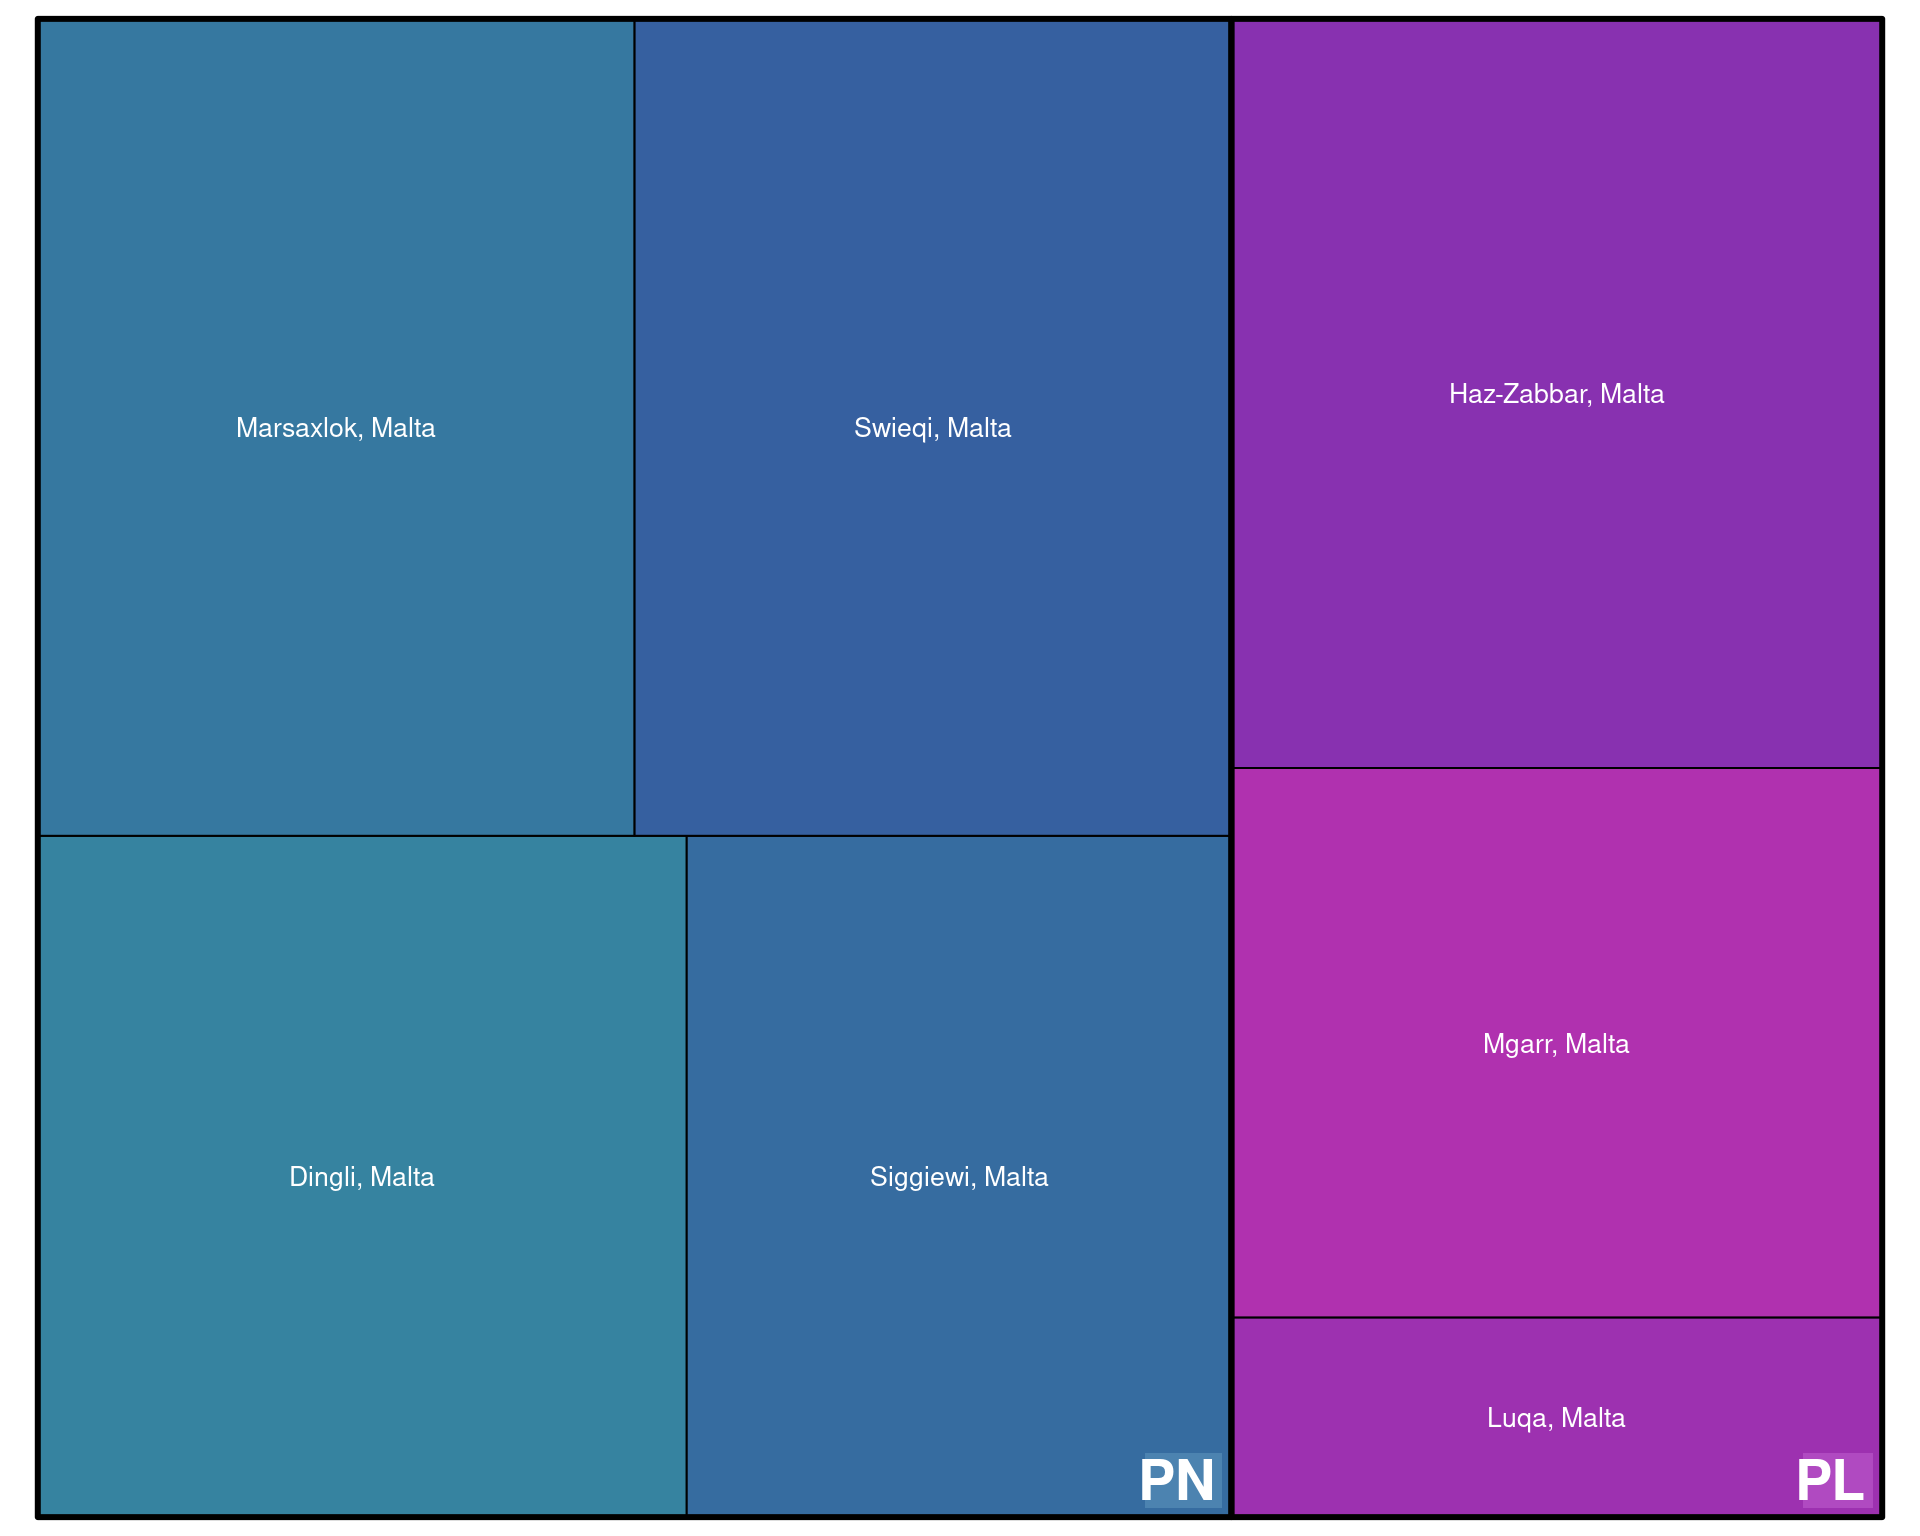 Marsaxlok, Malta
Swieqi, Malta
Haz-Zabbar, Malta
Mgarr, Malta
Dingli, Malta
Siggiewi, Malta
Luqa, Malta
PN
PL